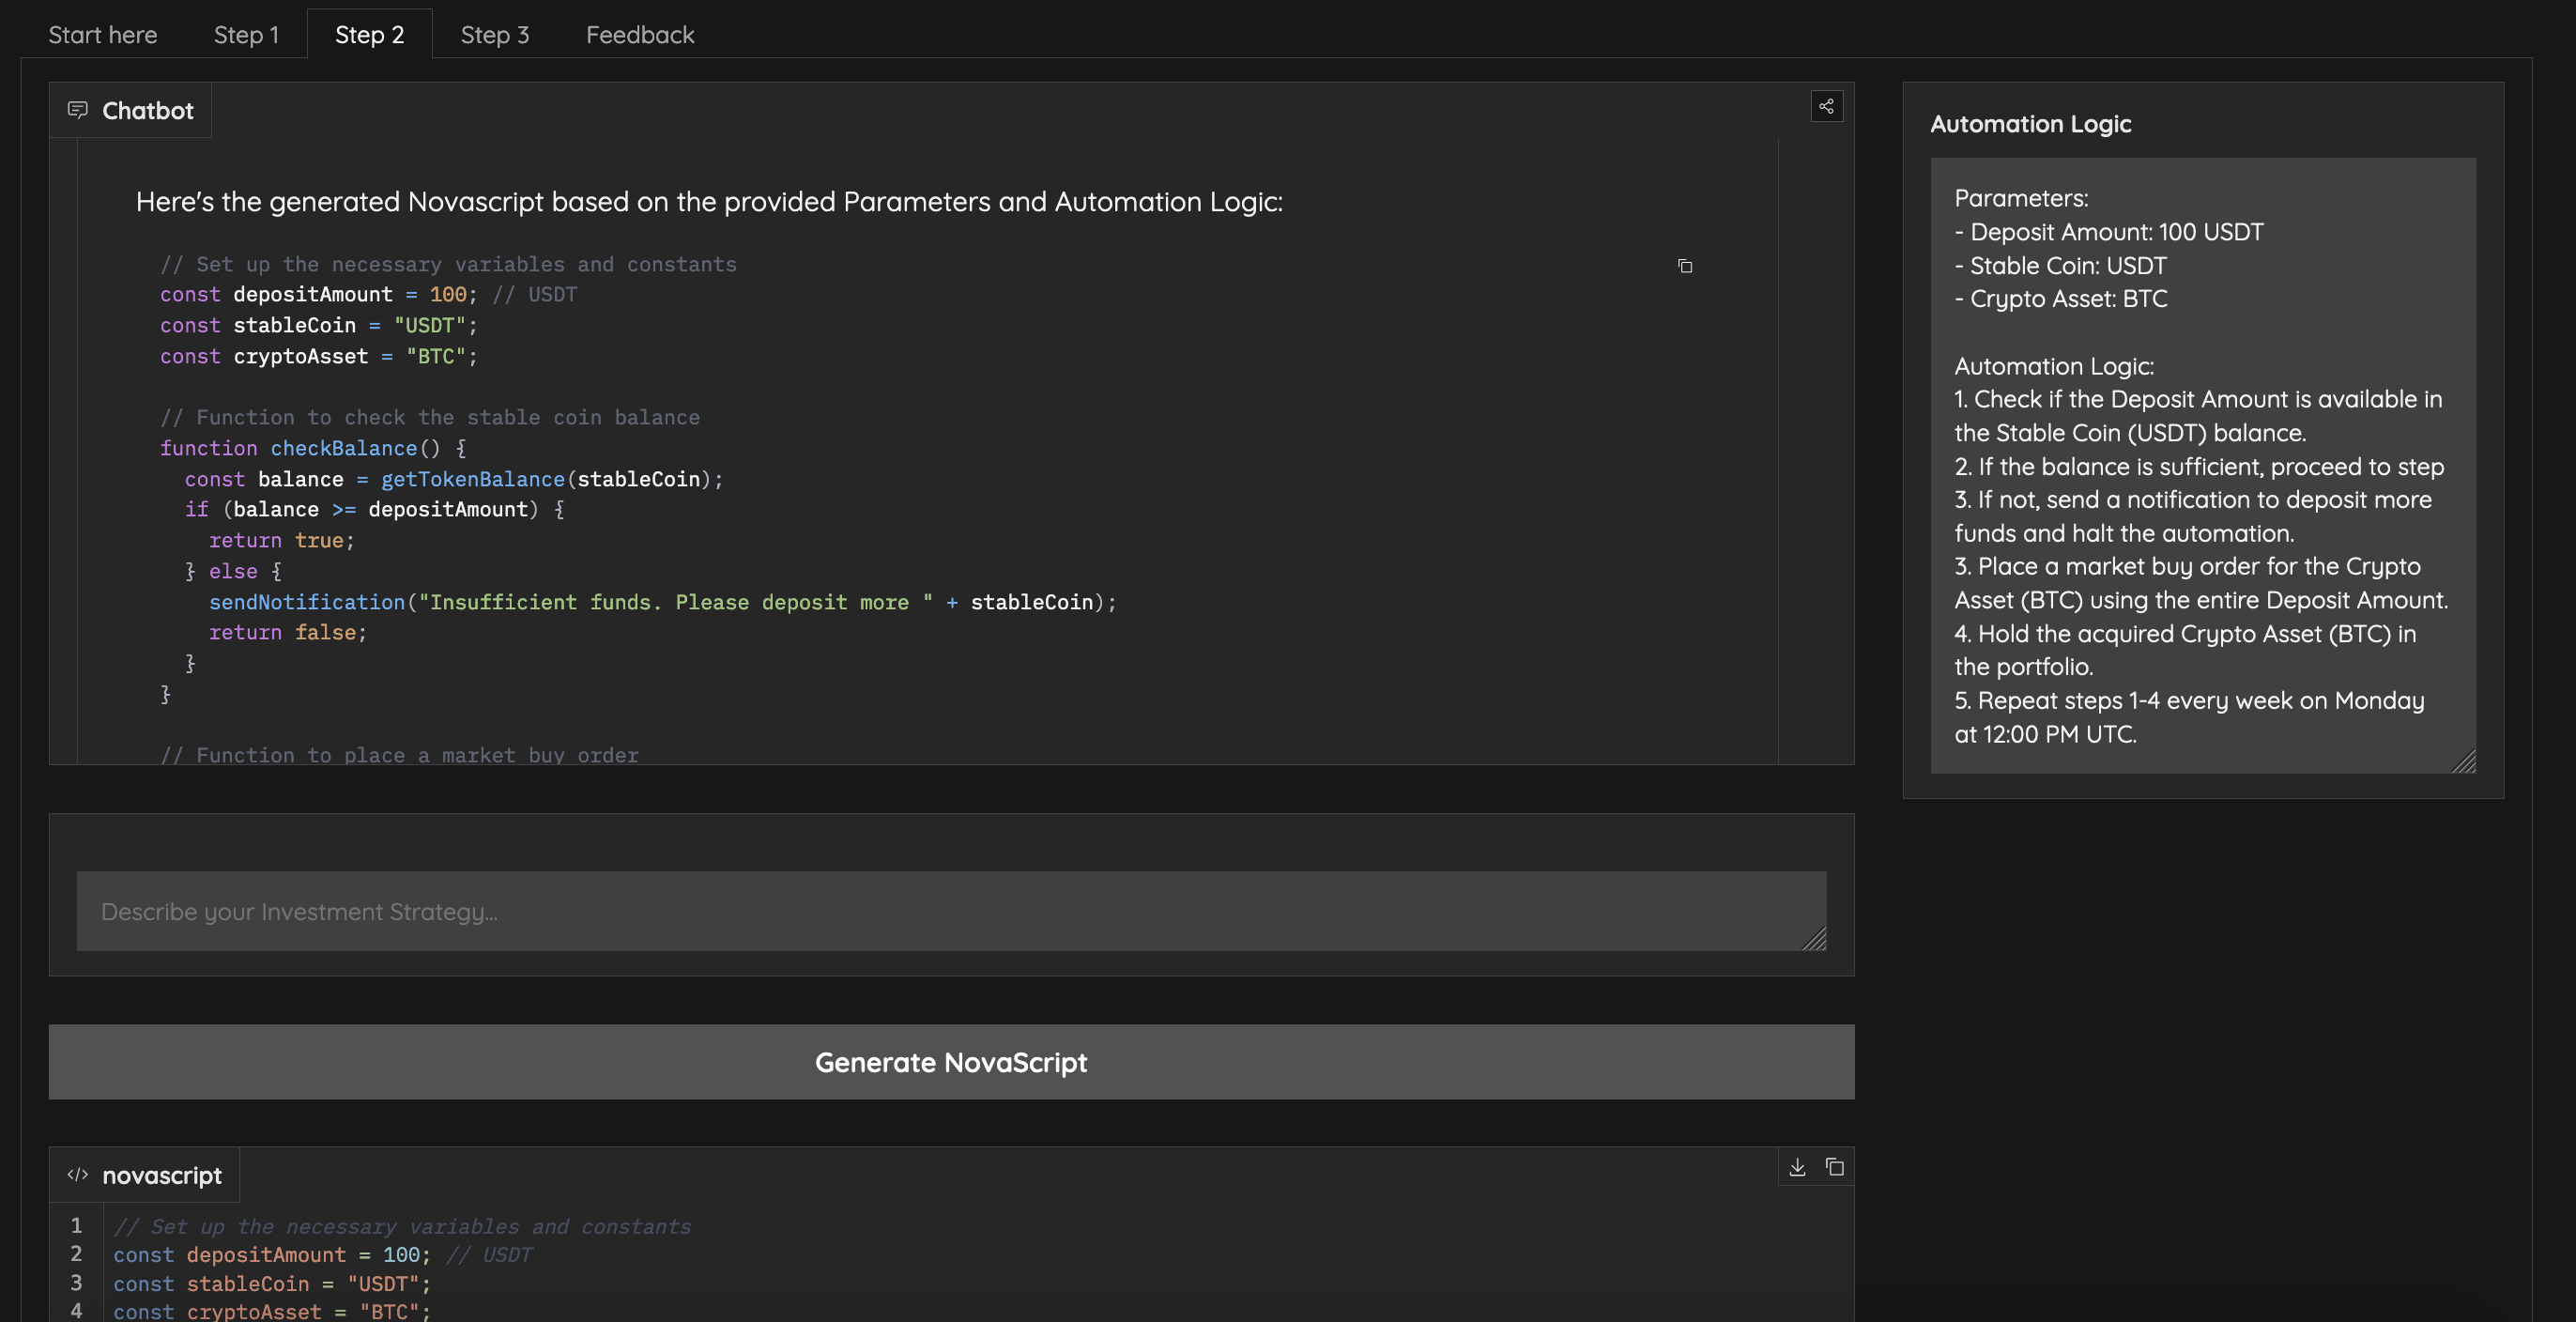 Start here Step 1 Step 2 Step 3 Feedback
Chatbot
Here's the generated Novascript based on the provided Parameters and Automation Logic:
// Set up the necessary variables and constants
const depositAmount = 100; // USDT
const stableCoin = "USDT";
const cryptoAsset = "BTC";
// Function to check the stable coin balance
function checkBalance() {
const balance = getTokenBalance(stableCoin);
if (balance >= depositAmount) {
return true;
} else {
sendNotification("Insufficient funds. Please deposit more " + stableCoin);
return false;
}
}
// Function to place a market buy order
Describe your Investment Strategy...
Generate NovaScript
novascript
1 // Set up the necessary variables and constants
2 const depositAmount = 100; // USDT
3 const stableCoin = "USDT";
4 const cryptoAsset = "BTC";
Automation Logic
Parameters:
- Deposit Amount: 100 USDT
- Stable Coin: USDT
- Crypto Asset: BTC
Automation Logic:
1. Check if the Deposit Amount is available in
the Stable Coin (USDT) balance.
2. If the balance is sufficient, proceed to step
3. If not, send a notification to deposit more
funds and halt the automation.
3. Place a market buy order for the Crypto
Asset (BTC) using the entire Deposit Amount.
4. Hold the acquired Crypto Asset (BTC) in
the portfolio.
5. Repeat steps 1-4 every week on Monday
at 12:00 PM UTC.